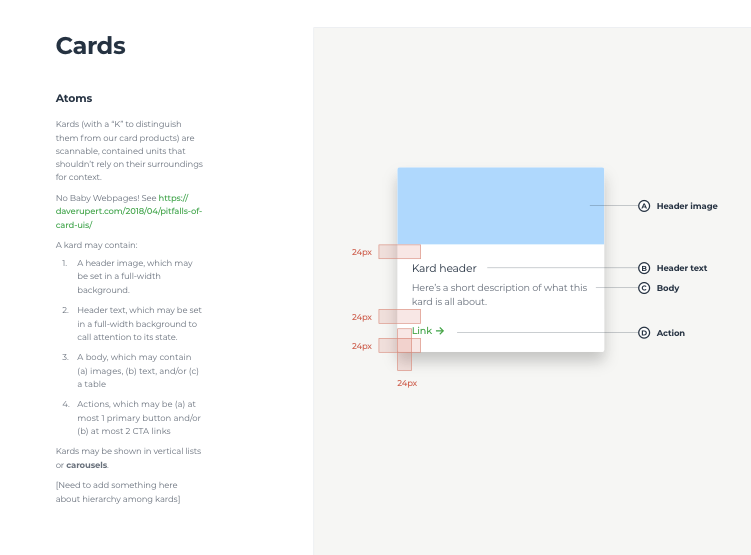 Cards
Atoms
Kards (with a “K” to distinguish
them from our card products) are
scannable, contained units that
shouldn’t rely on their surroundings
for context.
No Baby Webpages! See https://
daverupert.com/2018/04/pitfalls-of-
card-uis/
A kard may contain:
1. A header image, which may
be set in a full-width
background.
2. Header text, which may be set
in a full-width background to
call attention to its state.
3. A body, which may contain
(a) images, (b) text, and/or (c)
a table
4. Actions, which may be (a) at
most 1 primary button and/or
(b) at most 2 CTA links
Kards may be shown in vertical lists
or carousels.
[Need to add something here
about hierarchy among kards]
A Header image
24px
Kard header
B Header text
Here’s a short description of what this
kard is all about.
C Body
24px
Link →
D Action
24px
24px